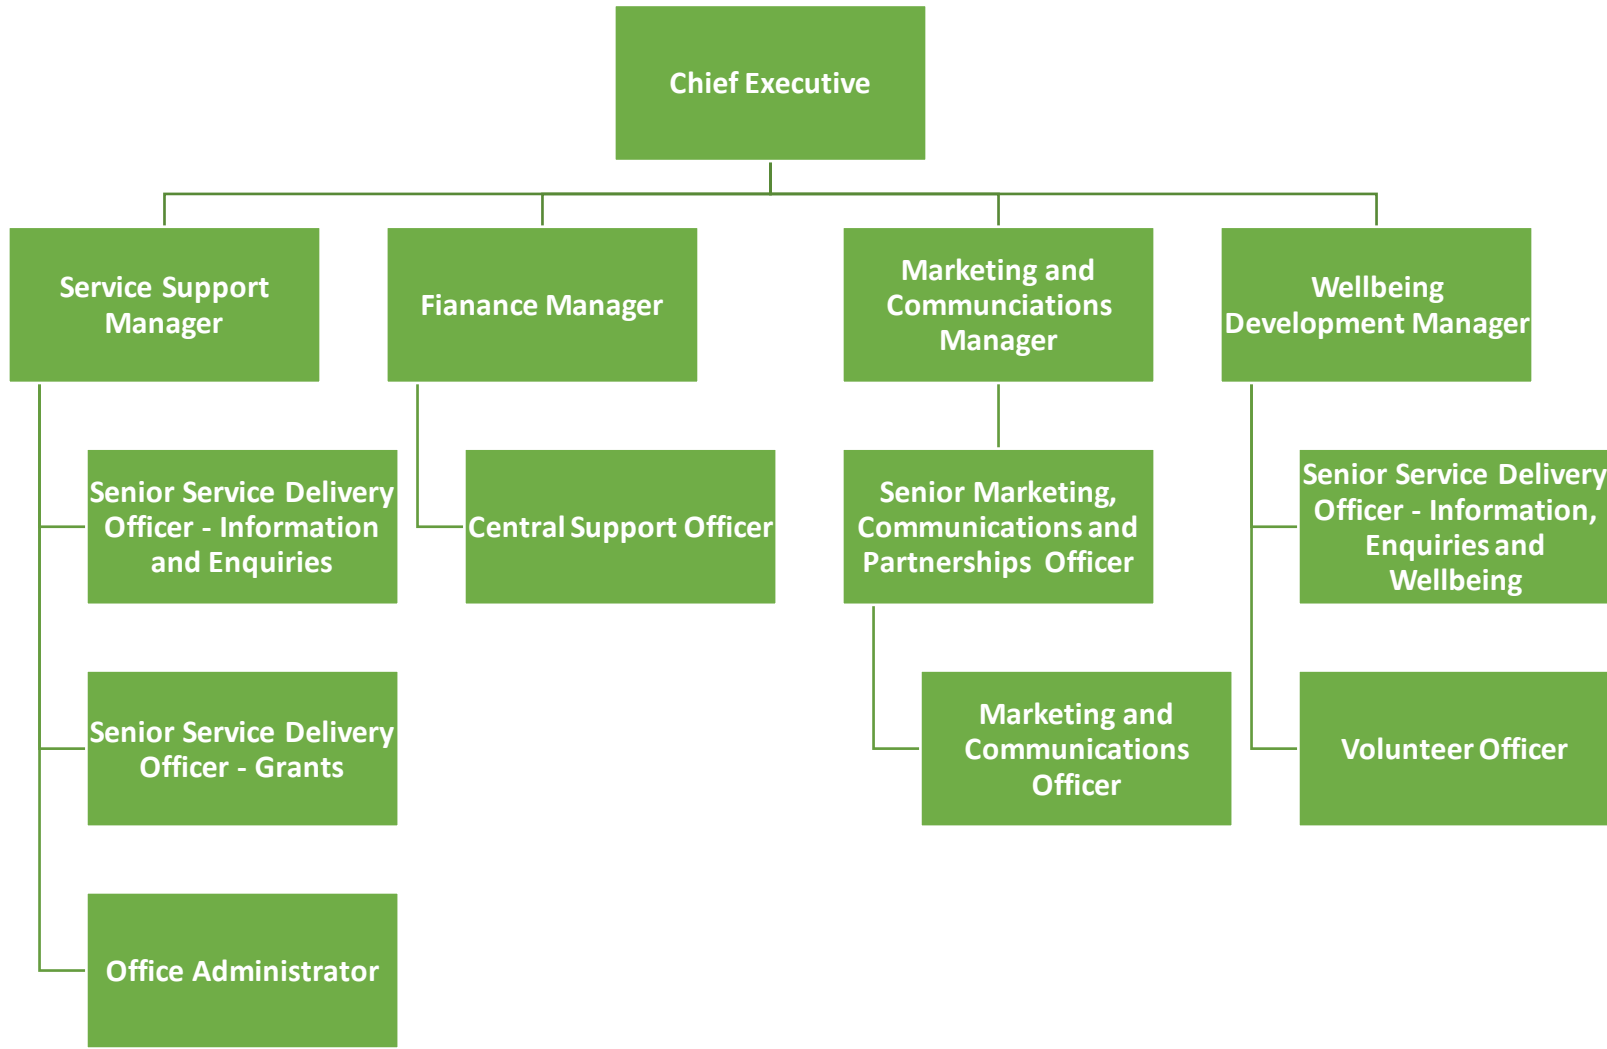 Chief Executive
Service Support
Manager
Fianance Manager
Marketing and
Communciations
Manager
Wellbeing
Development Manager
Senior Service Delivery
Officer - Information
and Enquiries
Central Support Officer
Senior Marketing,
Communications and
Partnerships Officer
Senior Service Delivery
Officer - Information,
Enquiries and
Wellbeing
Senior Service Delivery
Officer - Grants
Marketing and
Communications
Officer
Volunteer Officer
Office Administrator